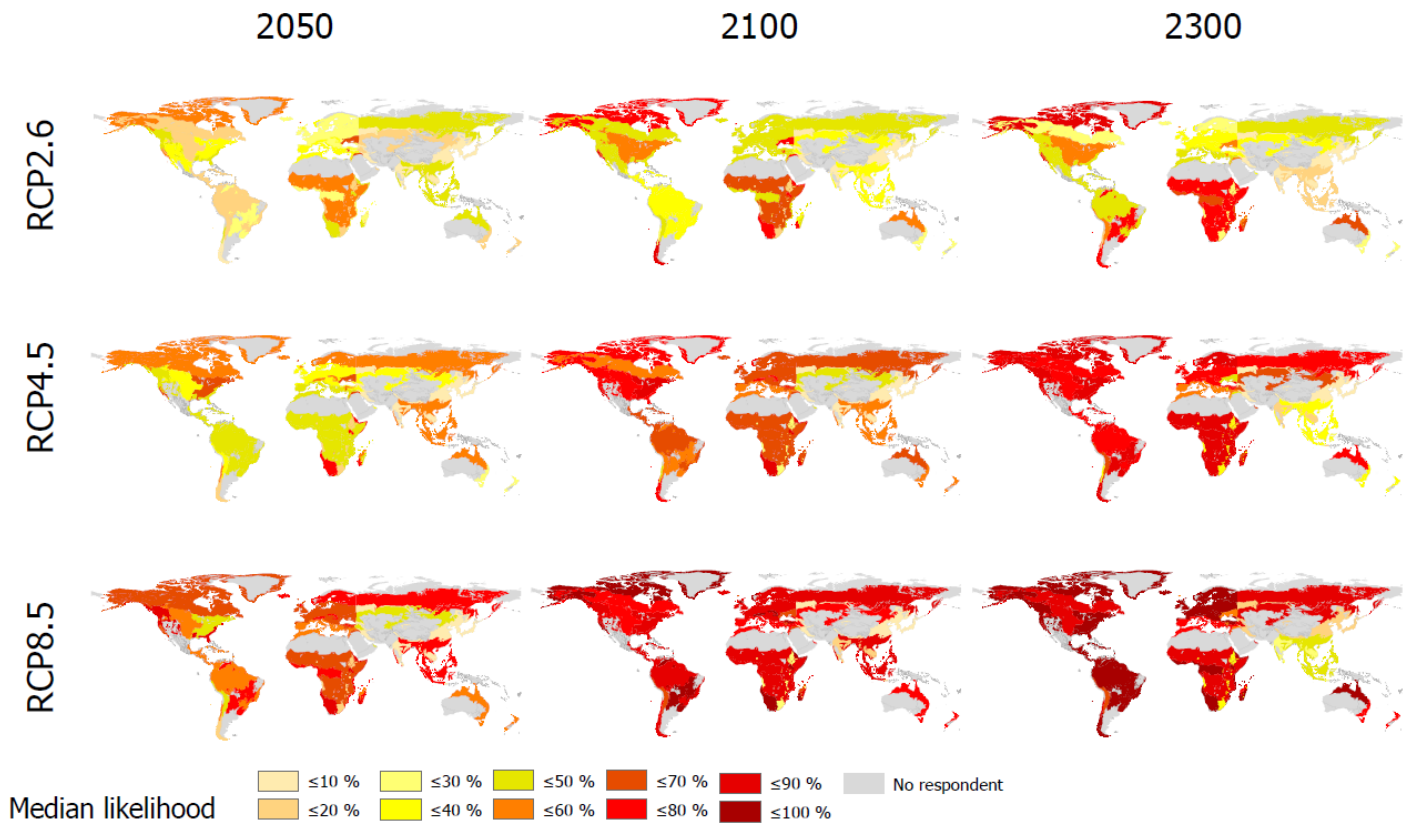 2050 2100 2300
RCP2.6
RCP4.5
RCP8.5
≤10 % ≤30 % ≤50 % ≤70 % ≤90 % No respondent
Median likelihood ≤20 % ≤40 % ≤60 % ≤80 % ≤100 %